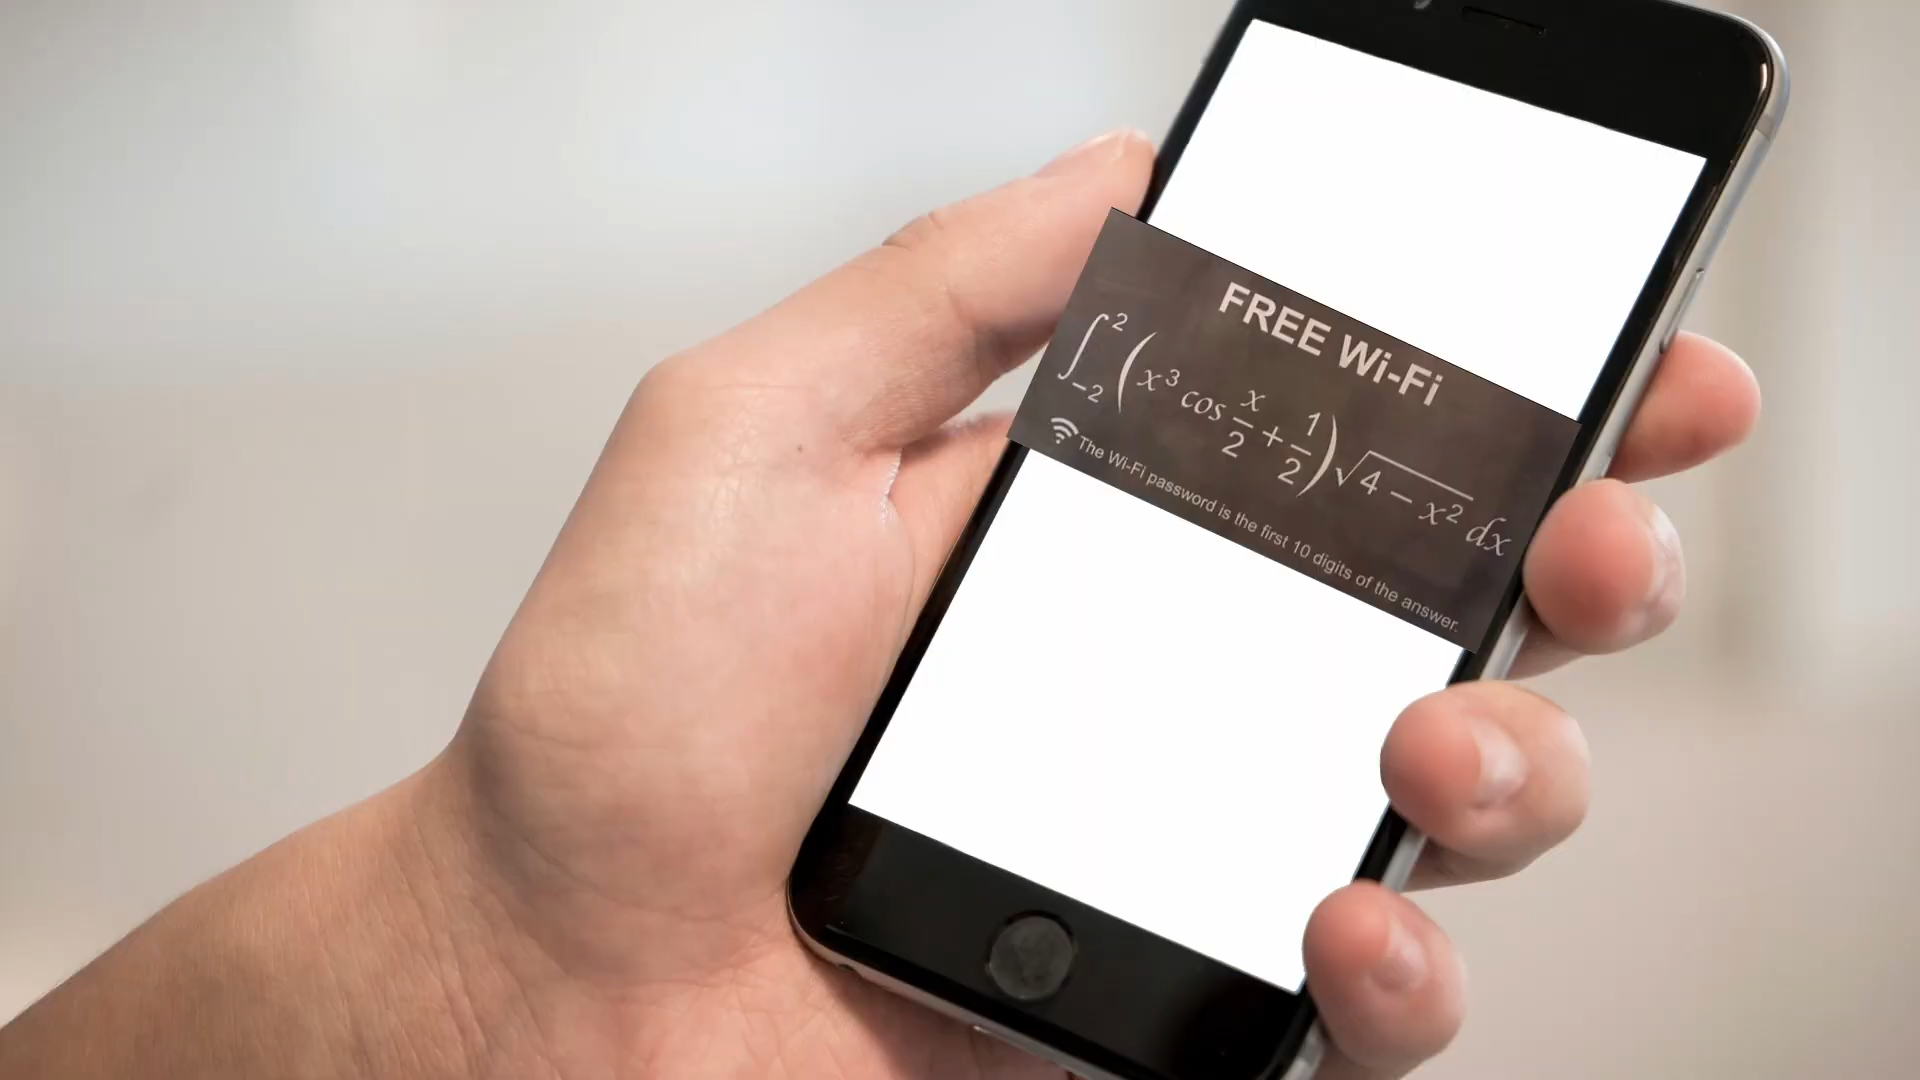 FREE Wi-Fi
∫_{-2}^{2} (x³ cos x/2 + 1/2) √(4 − x²) dx
The Wi-Fi password is the first 10 digits of the answer.